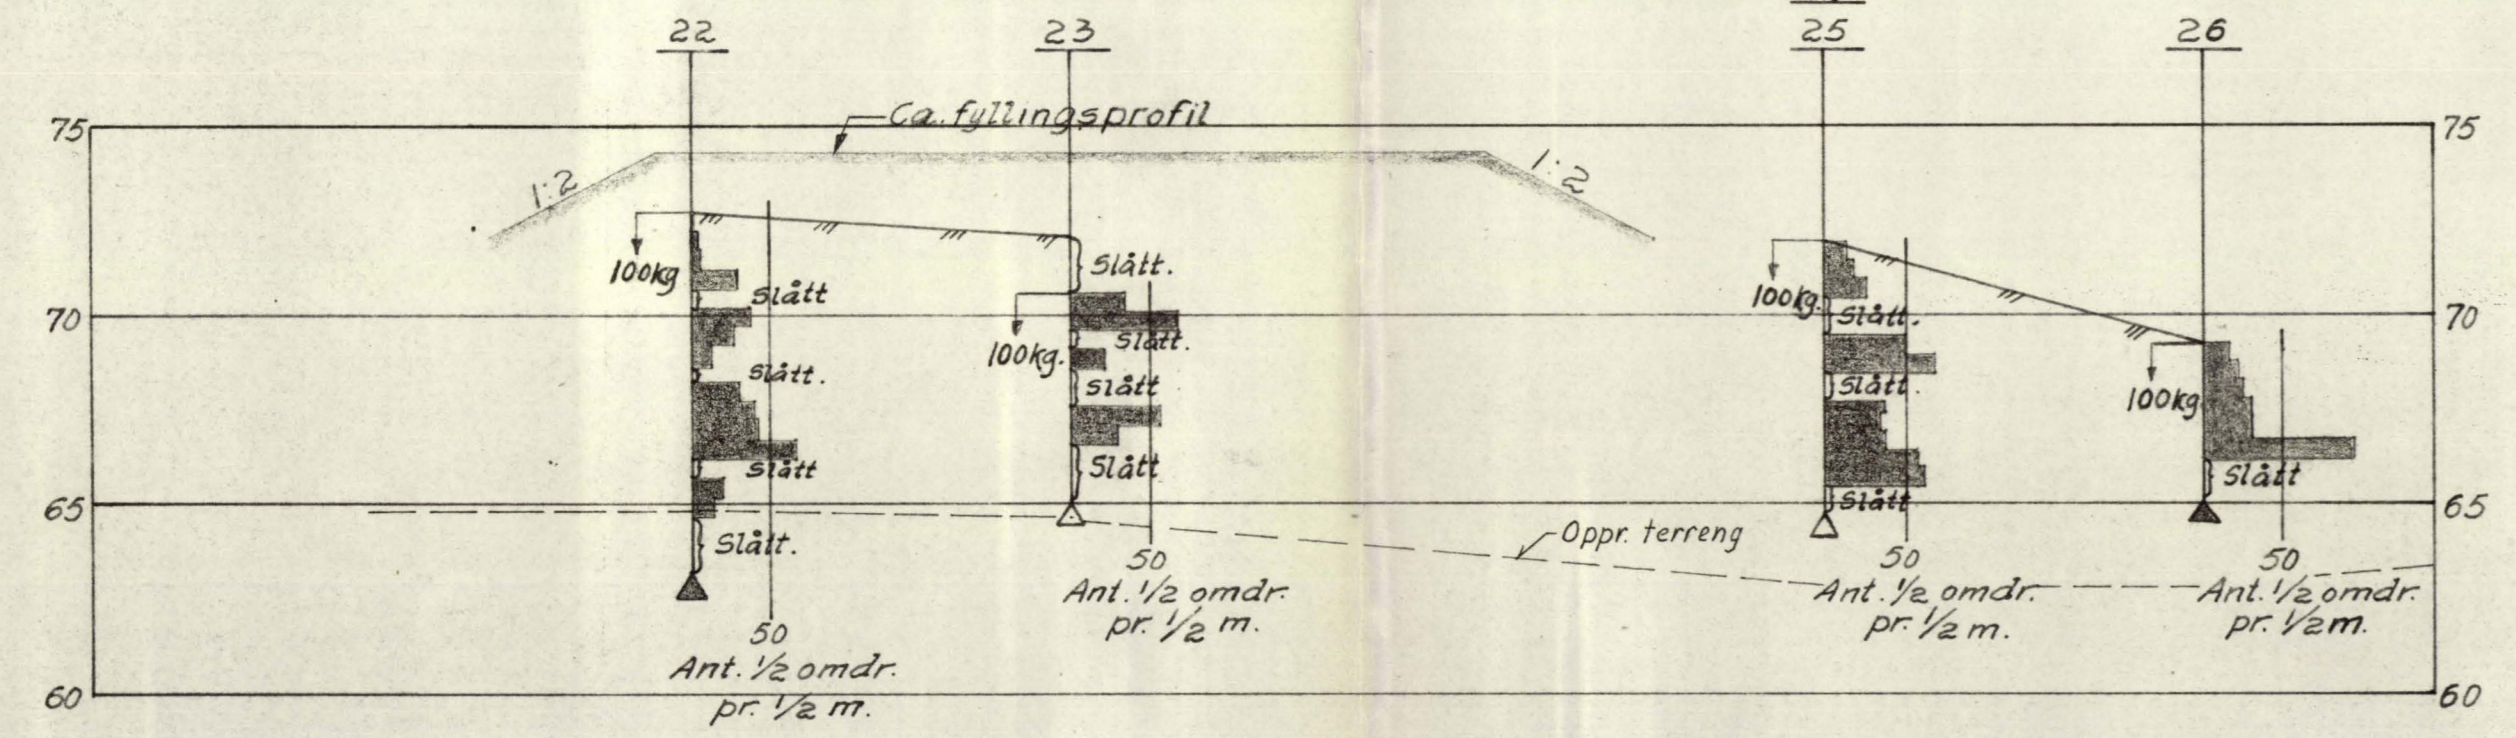 22
23
25
26
Ca. fyllingsprofil
75
75
1:2
1:2
100kg
Slått
Slått.
Slått
Slått.
Slått.
100kg.
Slått.
Slått
Slått
100kg.
Slått.
Slått.
Slått
100kg
Slått
70
70
65
65
Oppr. terreng
50
Ant. 1/2 omdr.
pr. 1/2 m.
50
Ant. 1/2 omdr.
pr. 1/2 m.
50
Ant. 1/2 omdr.
pr. 1/2 m.
50
Ant. 1/2 omdr.
pr. 1/2 m.
60
60